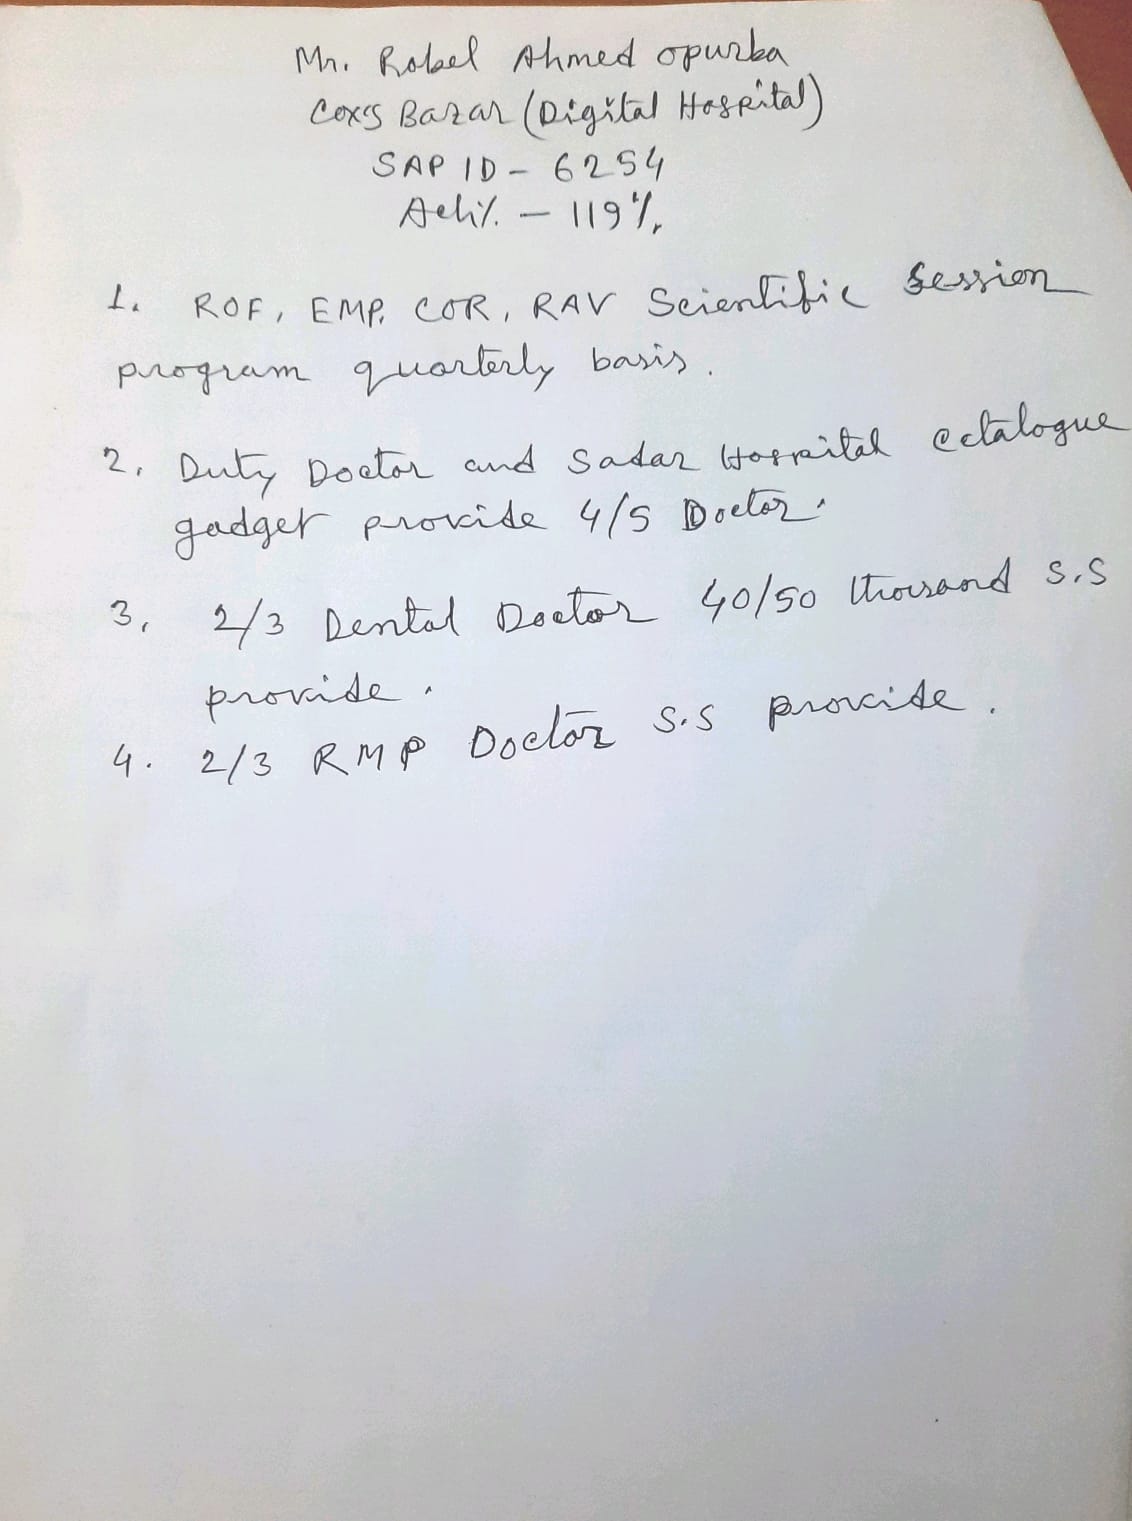 Mr. Robel Ahmed Opurba
Cox's Bazar (Digital Hospital)
SAP ID - 6254
Ach% - 119%
1. ROF, EMP, COR, RAV Scientific Session
program quarterly basis.
2. Duty Doctor and Sadar Hospital catalogue
gadget provide 4/5 Doctor.
3. 2/3 Dental Doctor 40/50 thousand S.S
provide.
4. 2/3 RMP Doctor S.S provide.